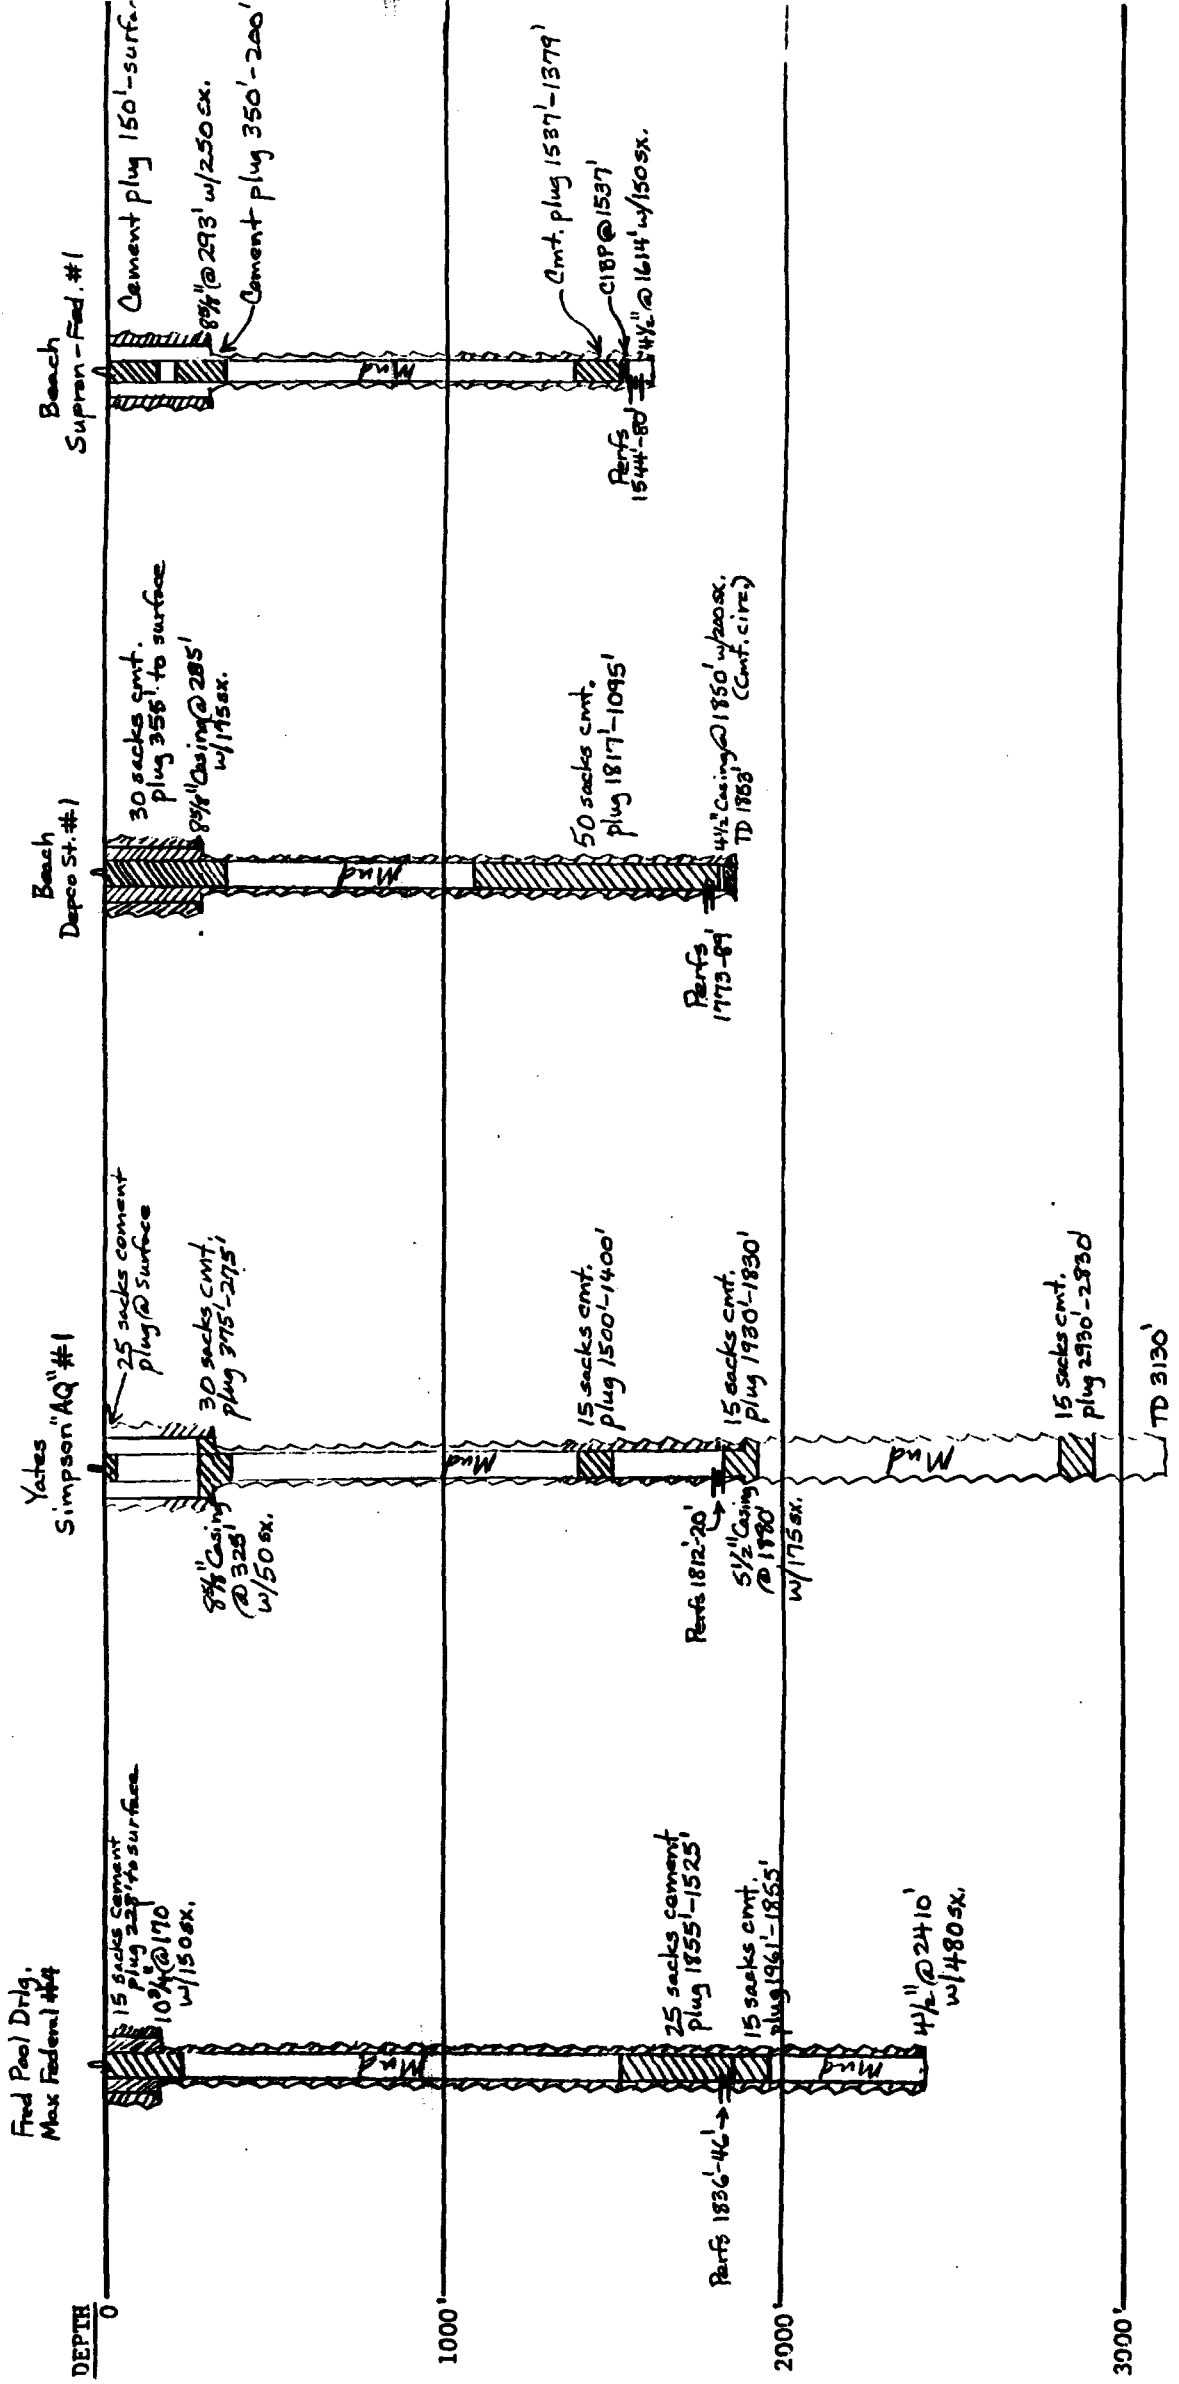 DEPTH
0
1000'
2000'
3000'
Fred Pool Drlg.
Max Federal #4
15 sacks cement
plug 228' to surface
10¾" @ 170'
w/150 sx.
Mud
25 sacks cement
plug 1855'-1525'
15 sacks cmt.
plug 1961'-1855'
Perfs 1836'-46'
Mud
4½" @ 2410'
w/480 sx.
Yates
Simpson "AQ" #1
25 sacks cement
plug @ surface
30 sacks cmt.
plug 375'-275'
8⅝" Casing
@ 325'
w/50 sx.
Mud
15 sacks cmt.
plug 1500'-1400'
15 sacks cmt.
plug 1930'-1830'
Perfs 1812'-20'
5½" Casing
@ 1880'
w/175 sx.
Mud
15 sacks cmt.
plug 2930'-2830'
TD 3130'
Beach
Depco St. #1
30 sacks cmt.
plug 355' to surface
8⅝" Casing @ 285'
w/195 sx.
Mud
50 sacks cmt.
plug 1817'-1095'
Perfs
1773-89'
4½" Casing @ 1850' w/200 sx.
TD 1853' (Cmt. circ.)
Beach
Supron-Fed. #1
Cement plug 150'-surfa
8⅝" @ 293' w/250 sx.
Cement plug 350'-200'
Mud
Cmt. plug 1537'-1379'
CIBP @ 1537'
4½" @ 1614' w/150 sx.
Perfs
1544'-80'